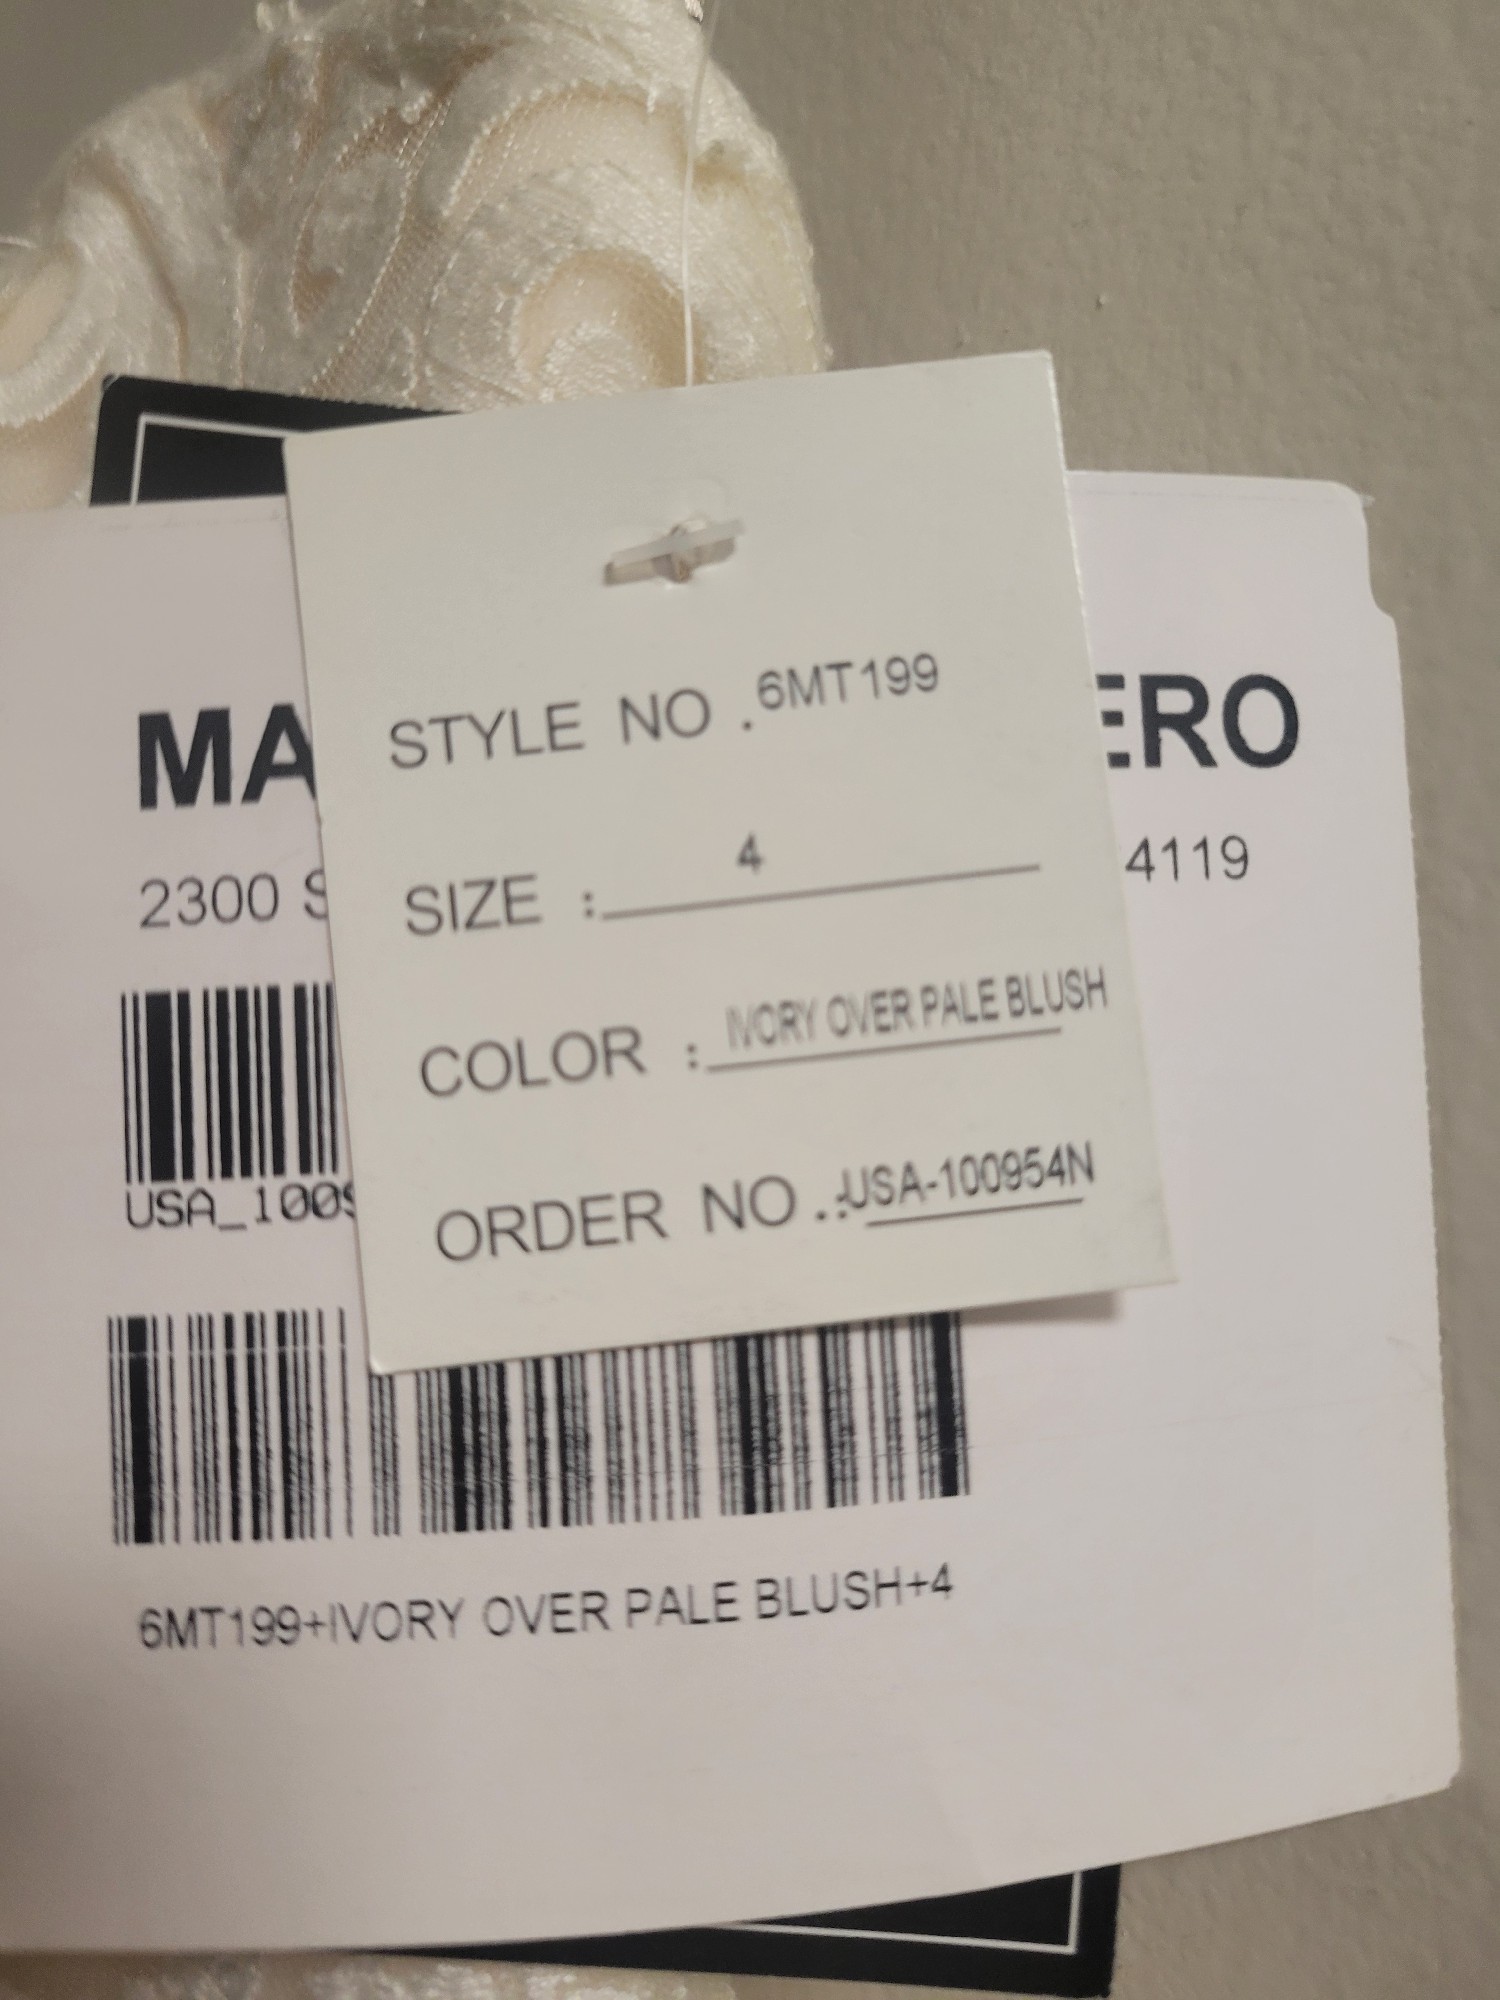 STYLE NO .6MT199
SIZE : 4
COLOR : IVORY OVER PALE BLUSH
ORDER NO .:USA-100954N
MA ERO
2300 S 4119
USA_1009
6MT199+IVORY OVER PALE BLUSH+4